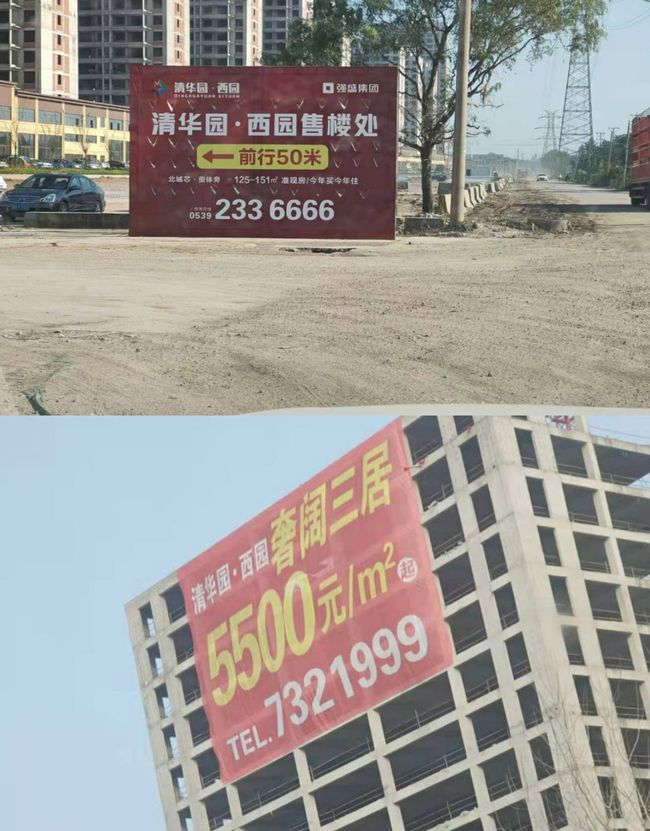 清华园·西园
QINGHUAYUAN XIYUAN
强盛集团
清华园·西园售楼处
前行50米
北城芯·奥体旁 125-151㎡ 准现房/今年买今年住
0539 233 6666
清华园·西园 奢阔三居
5500元/m²起
TEL.7321999